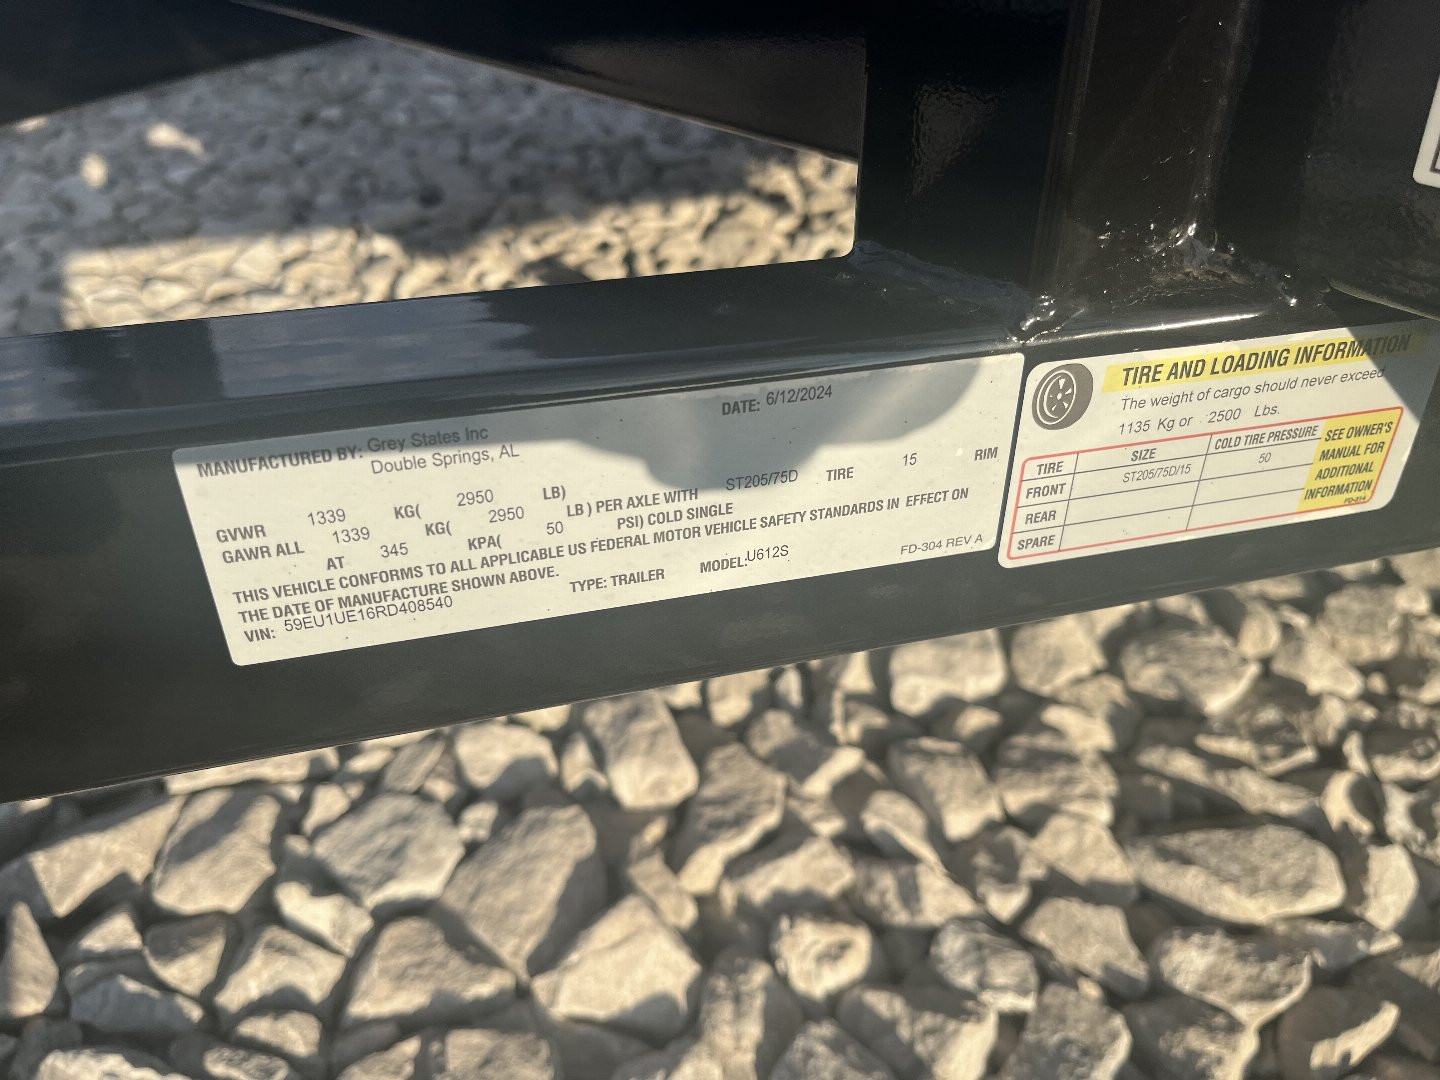 DATE: 6/12/2024
MANUFACTURED BY: Grey States Inc
Double Springs, AL
GVWR 1339 KG( 2950 LB)
GAWR ALL 1339 KG( 2950 LB ) PER AXLE WITH ST205/75D TIRE 15 RIM
AT 345 KPA( 50 PSI) COLD SINGLE
THIS VEHICLE CONFORMS TO ALL APPLICABLE US FEDERAL MOTOR VEHICLE SAFETY STANDARDS IN EFFECT ON
THE DATE OF MANUFACTURE SHOWN ABOVE.
VIN: 59EU1UE16RD408540 TYPE: TRAILER MODEL: U612S FD-304 REV A
TIRE AND LOADING INFORMATION
The weight of cargo should never exceed
1135 Kg or 2500 Lbs.
TIRE SIZE COLD TIRE PRESSURE
FRONT ST205/75D/15 50
REAR
SPARE
SEE OWNER'S
MANUAL FOR
ADDITIONAL
INFORMATION
FD-314